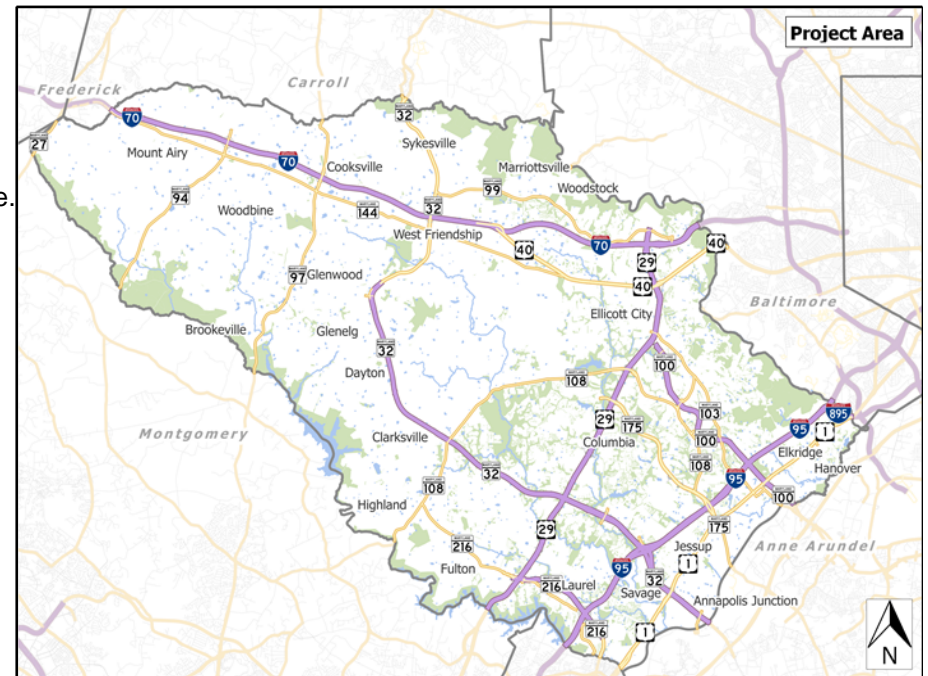 Project Area
Frederick
Carroll
70
32
27
Mount Airy
Sykesville
70
Cooksville
Marriottsville
e.
94
99
Woodstock
Woodbine
144
32
West Friendship
40
70
40
29
97
Glenwood
40
Baltimore
Ellicott City
Brookeville
Glenelg
32
100
Dayton
108
103
895
95
1
29
175
Montgomery
Clarksville
Columbia
100
Elkridge
108
Hanover
32
95
108
100
Highland
175
29
216
Jessup
Anne Arundel
Fulton
95
1
216
Laurel
32
Savage
Annapolis Junction
216
1
N